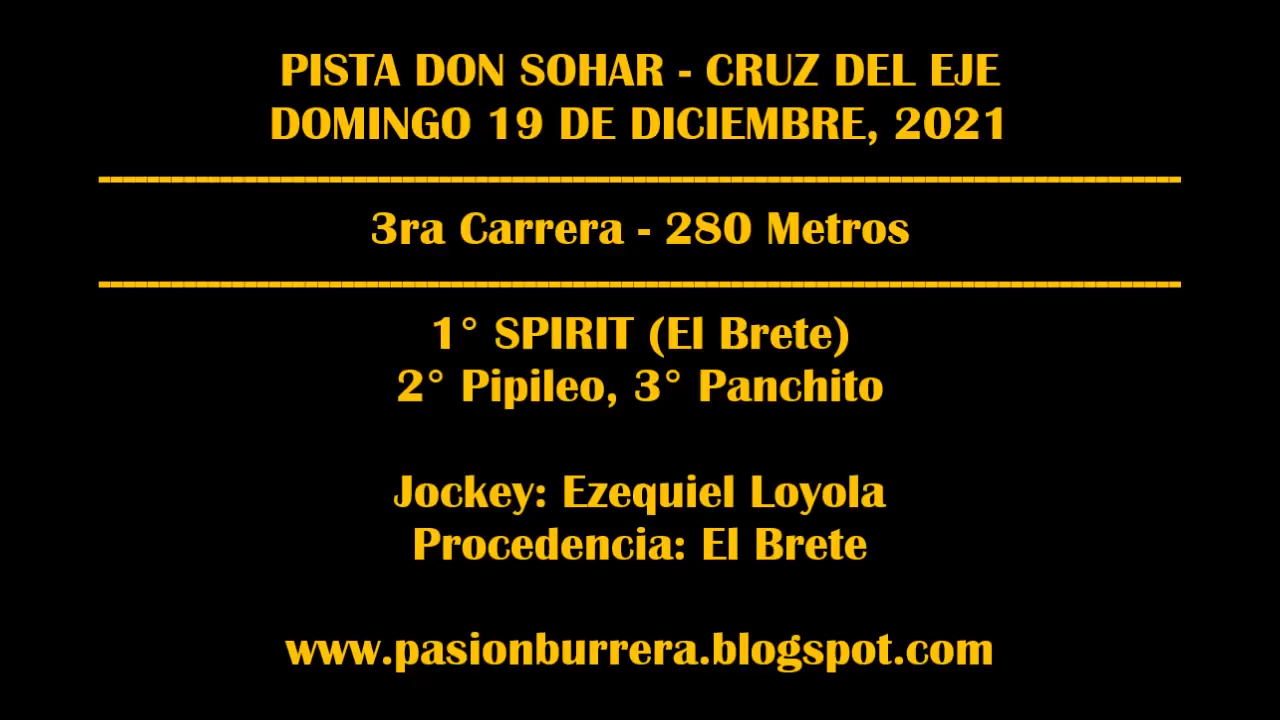 PISTA DON SOHAR - CRUZ DEL EJE
DOMINGO 19 DE DICIEMBRE, 2021
3ra Carrera - 280 Metros
1° SPIRIT (El Brete)
2° Pipileo, 3° Panchito
Jockey: Ezequiel Loyola
Procedencia: El Brete
www.pasionburrera.blogspot.com